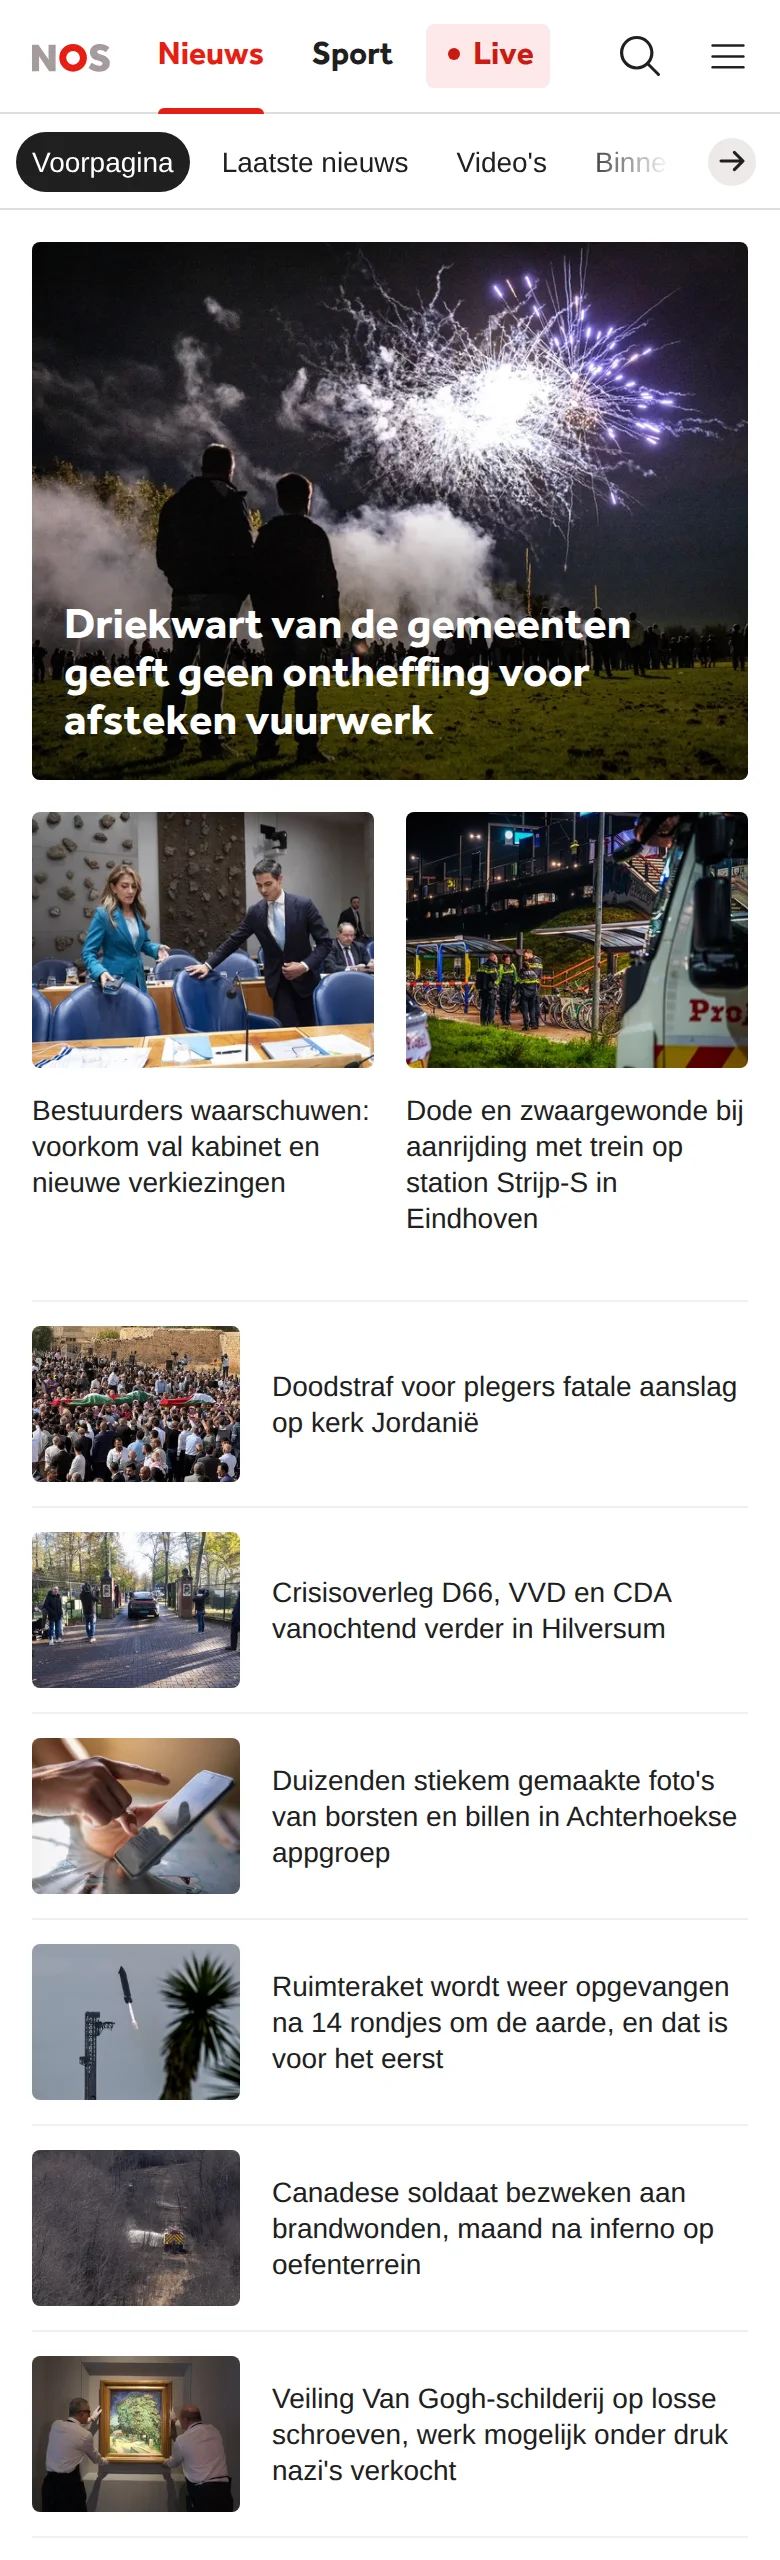 NOS
Nieuws
Sport
Live
Voorpagina
Laatste nieuws
Video's
Binne
Driekwart van de gemeenten
geeft geen ontheffing voor
afsteken vuurwerk
Pro
Bestuurders waarschuwen:
voorkom val kabinet en
nieuwe verkiezingen
Dode en zwaargewonde bij
aanrijding met trein op
station Strijp-S in
Eindhoven
Doodstraf voor plegers fatale aanslag
op kerk Jordanië
Crisisoverleg D66, VVD en CDA
vanochtend verder in Hilversum
Duizenden stiekem gemaakte foto's
van borsten en billen in Achterhoekse
appgroep
Ruimteraket wordt weer opgevangen
na 14 rondjes om de aarde, en dat is
voor het eerst
Canadese soldaat bezweken aan
brandwonden, maand na inferno op
oefenterrein
Veiling Van Gogh-schilderij op losse
schroeven, werk mogelijk onder druk
nazi's verkocht